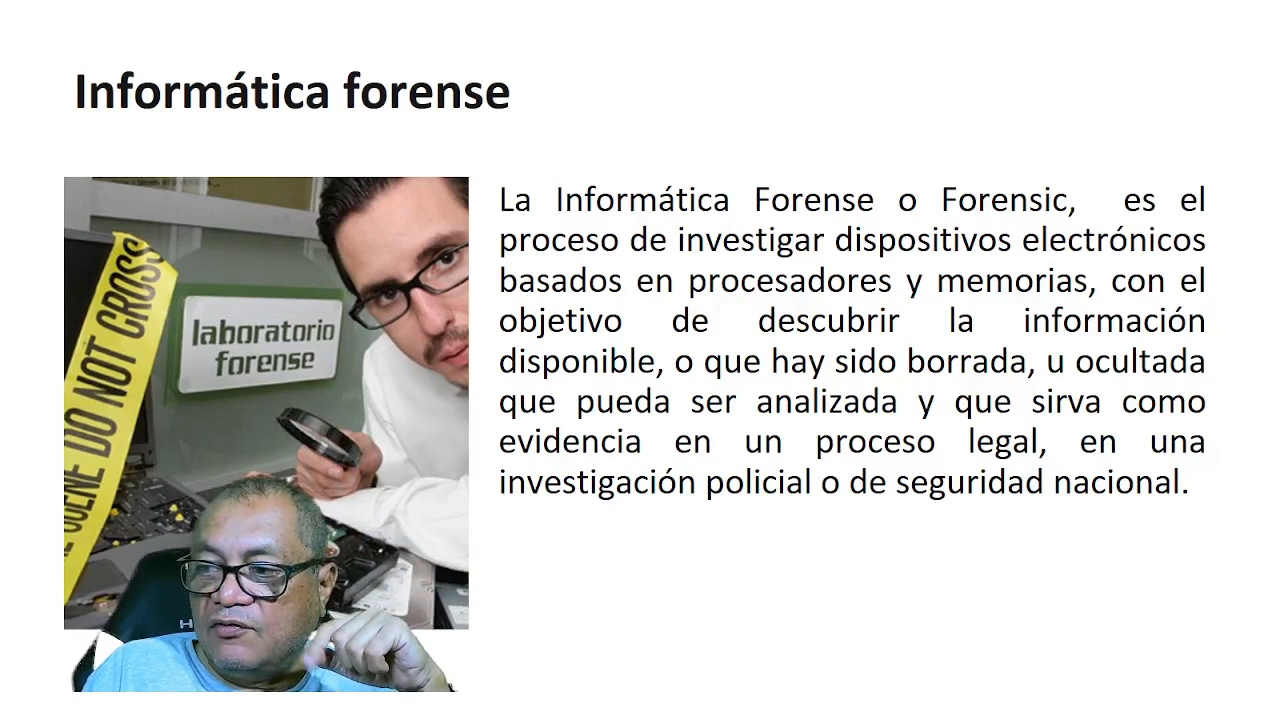 Informática forense
La Informática Forense o Forensic, es el
proceso de investigar dispositivos electrónicos
basados en procesadores y memorias, con el
objetivo de descubrir la información
disponible, o que hay sido borrada, u ocultada
que pueda ser analizada y que sirva como
evidencia en un proceso legal, en una
investigación policial o de seguridad nacional.
laboratorio
forense
DO NOT CROSS
H